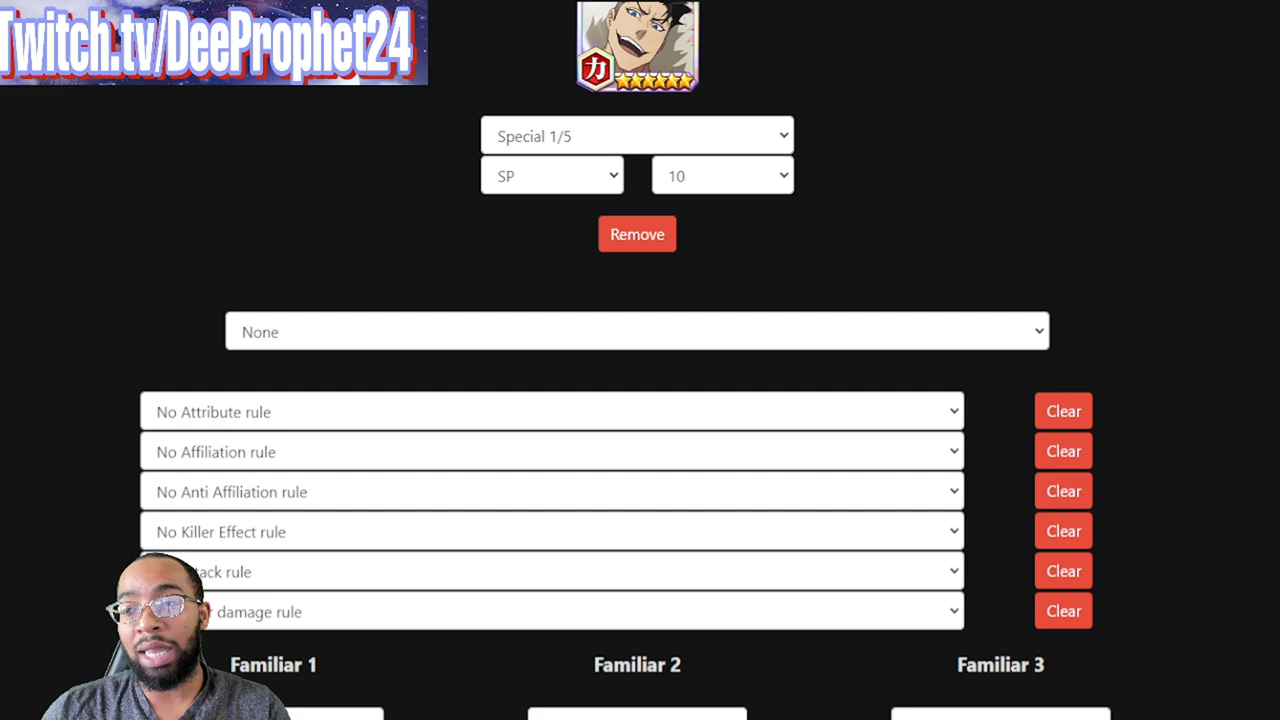 Twitch.tv/DeeProphet24
力
Special 1/5
SP 10
Remove
None
No Attribute rule Clear
No Affiliation rule Clear
No Anti Affiliation rule Clear
No Killer Effect rule Clear
tack rule Clear
damage rule Clear
Familiar 1 Familiar 2 Familiar 3